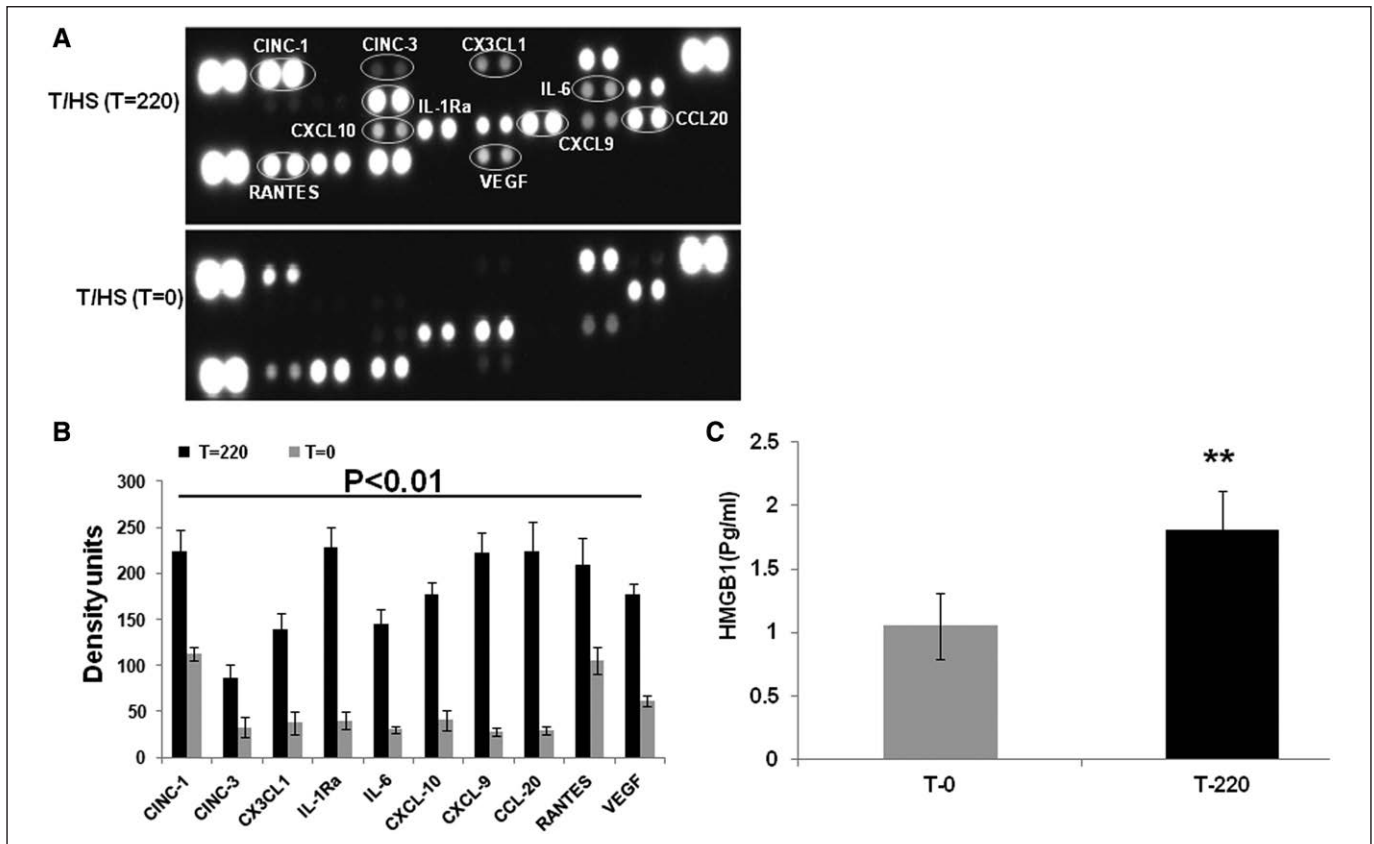 A
CINC-1
CINC-3
CX3CL1
T/HS (T=220)
IL-6
IL-1Ra
CXCL10
CCL20
CXCL9
RANTES
VEGF
T/HS (T=0)
B
T=220 T=0
P<0.01
Density units
300
250
200
150
100
50
0
CINC-1
CINC-3
CX3CL1
IL-1Ra
IL-6
CXCL-10
CXCL-9
CCL-20
RANTES
VEGF
C
**
HMGB1(Pg/ml)
2.5
2
1.5
1
0.5
0
T-0
T-220